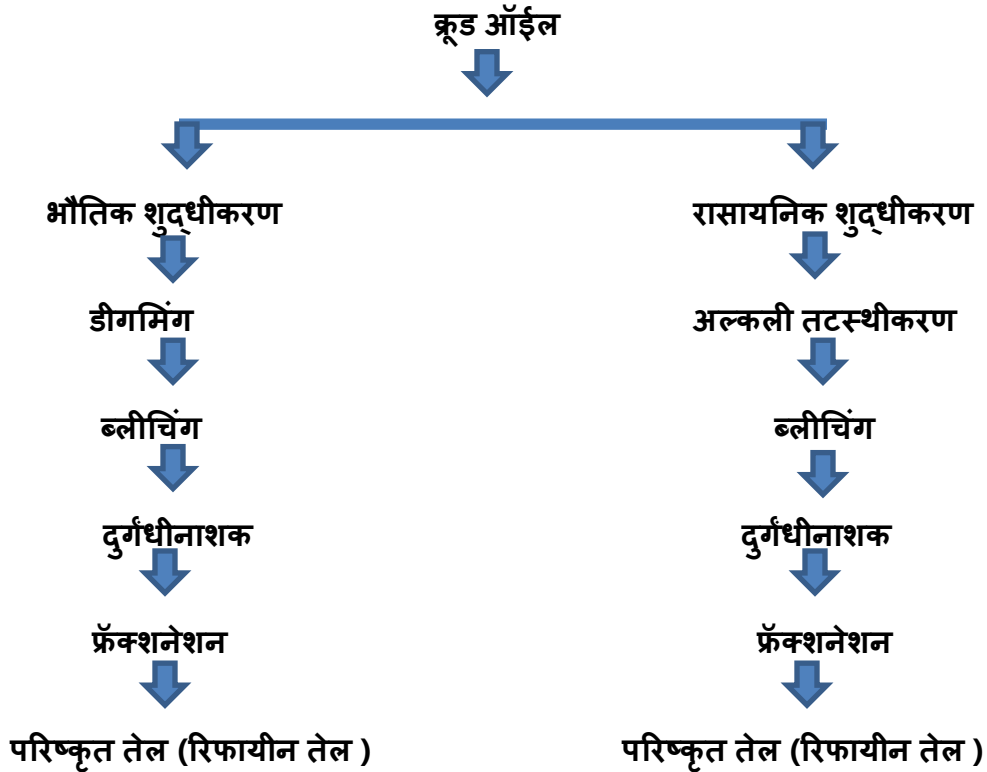 क्रूड ऑईल
भौतिक शुद्धीकरण रासायनिक शुद्धीकरण
डीगमिंग अल्कली तटस्थीकरण
ब्लीचिंग ब्लीचिंग
दुर्गंधीनाशक दुर्गंधीनाशक
फ्रॅक्शनेशन फ्रॅक्शनेशन
परिष्कृत तेल (रिफायीन तेल ) परिष्कृत तेल (रिफायीन तेल )